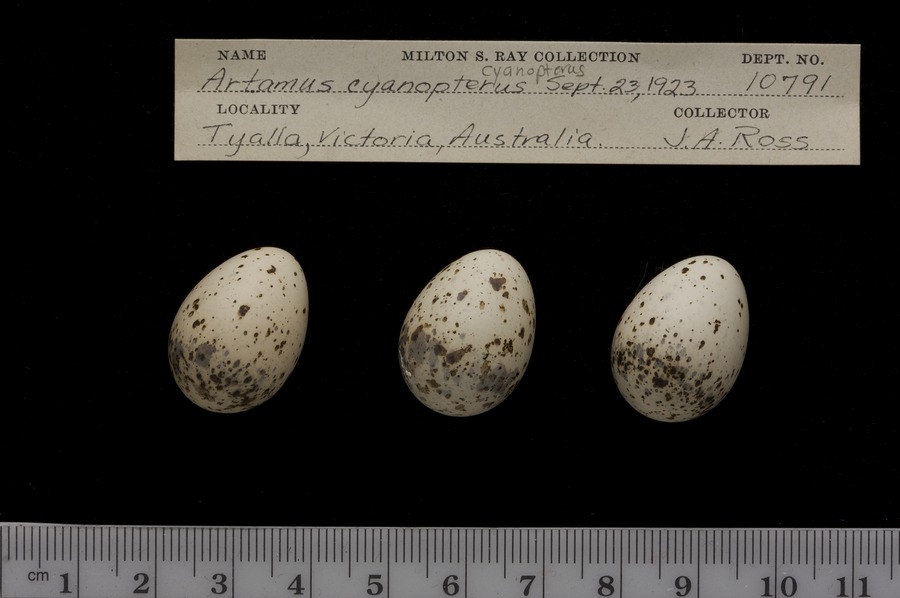 NAME MILTON S. RAY COLLECTION DEPT. NO.
cyanopterus
Artamus cyanopterus Sept. 23, 1923 10791
LOCALITY COLLECTOR
Tyalla, Victoria, Australia. J.A. Ross
cm 1 2 3 4 5 6 7 8 9 10 11